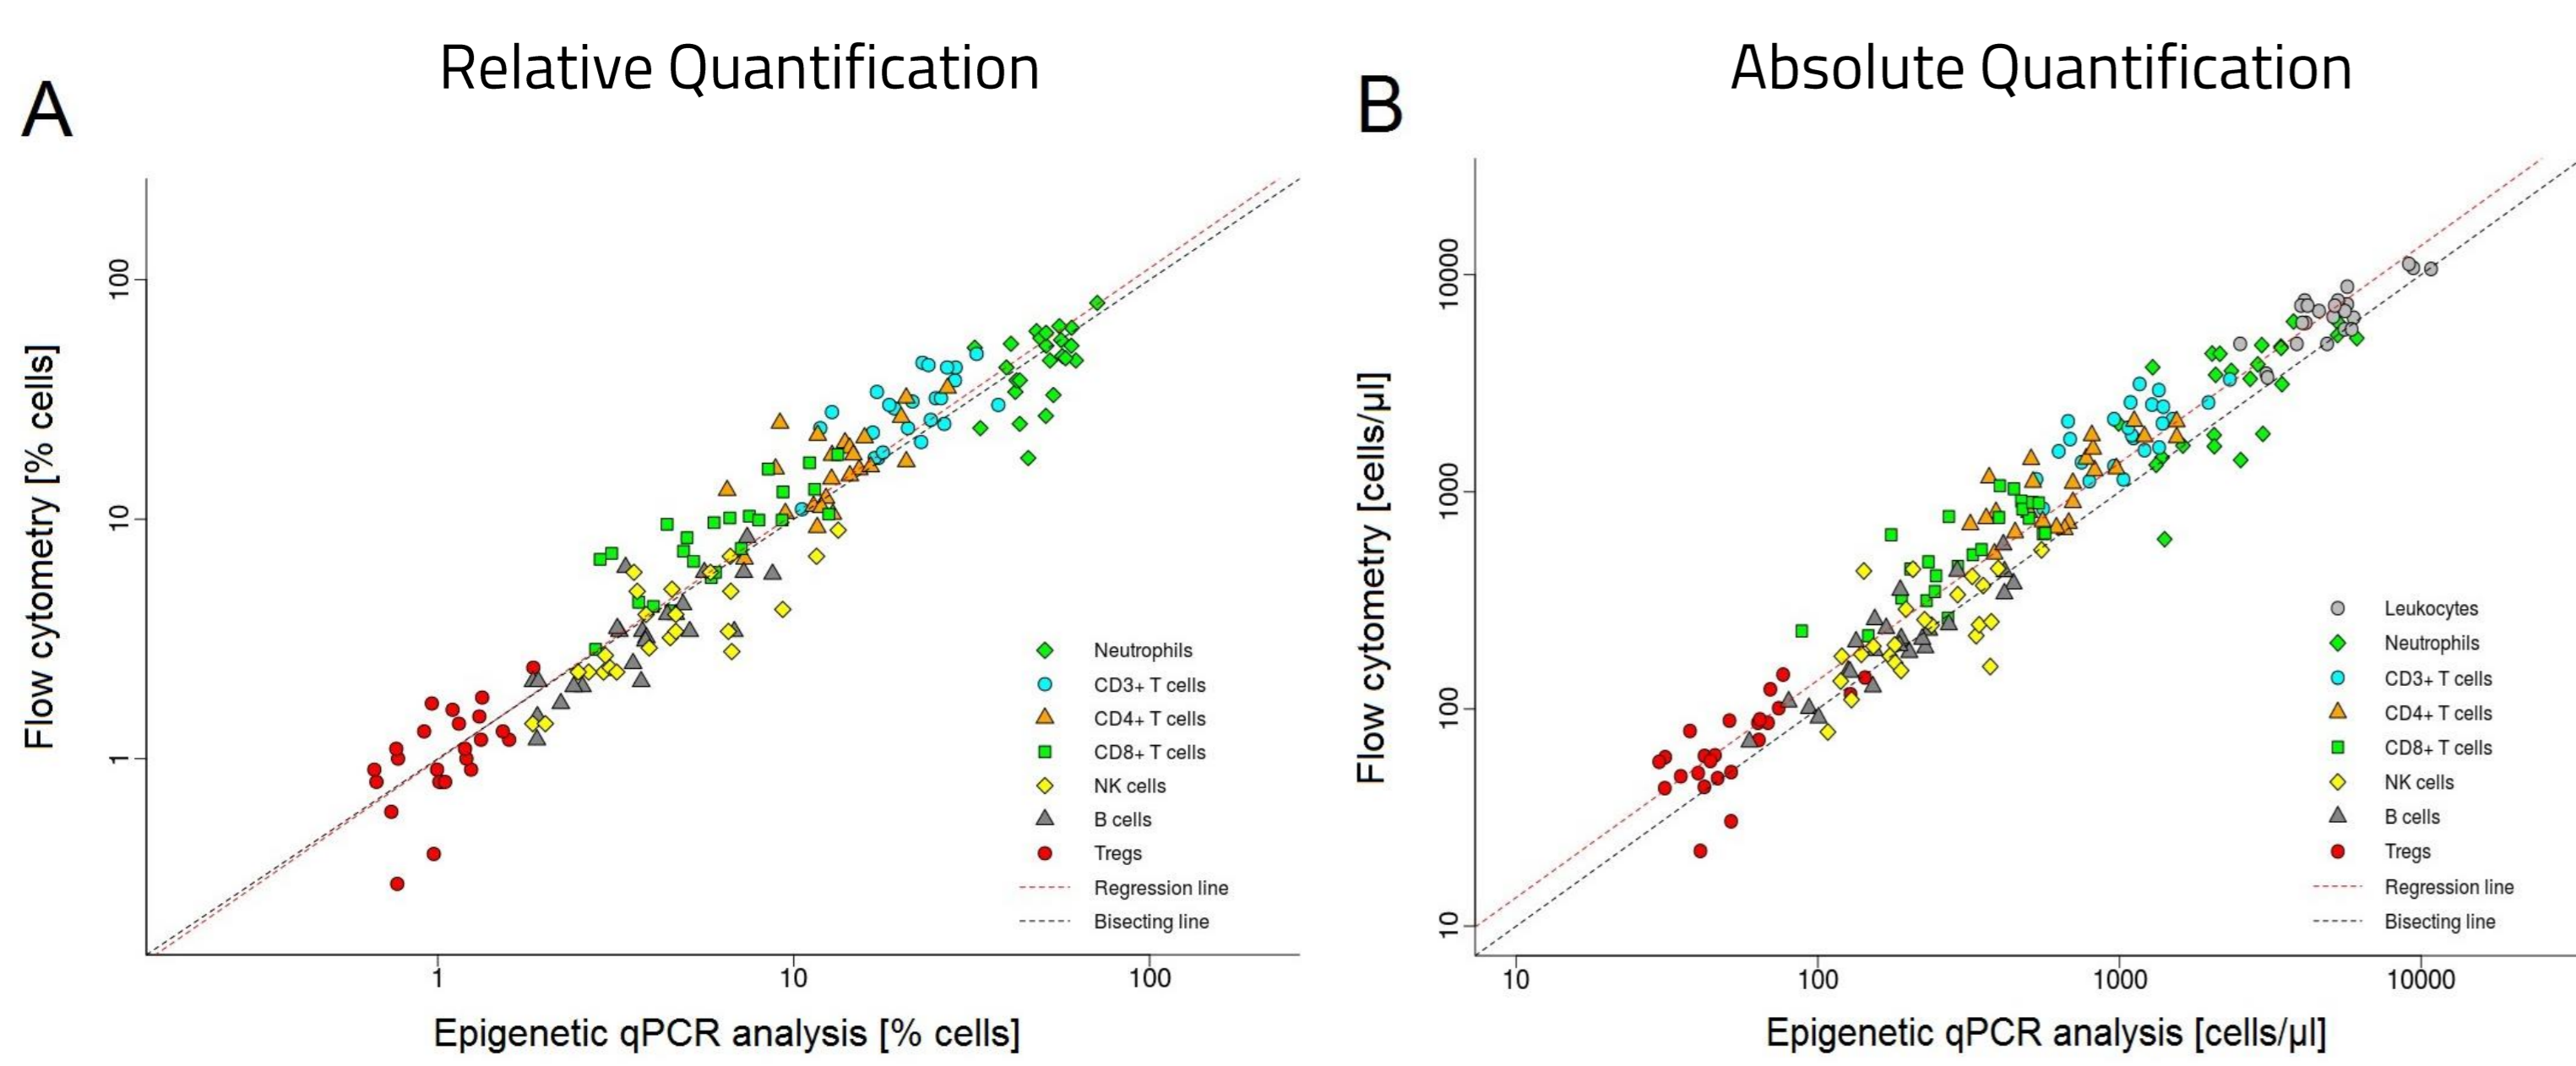 Relative Quantification
A
Flow cytometry [% cells]
100
10
1
1
10
100
Epigenetic qPCR analysis [% cells]
Neutrophils
CD3+ T cells
CD4+ T cells
CD8+ T cells
NK cells
B cells
Tregs
Regression line
Bisecting line
Absolute Quantification
B
Flow cytometry [cells/µl]
10000
1000
100
10
10
100
1000
10000
Epigenetic qPCR analysis [cells/µl]
Leukocytes
Neutrophils
CD3+ T cells
CD4+ T cells
CD8+ T cells
NK cells
B cells
Tregs
Regression line
Bisecting line